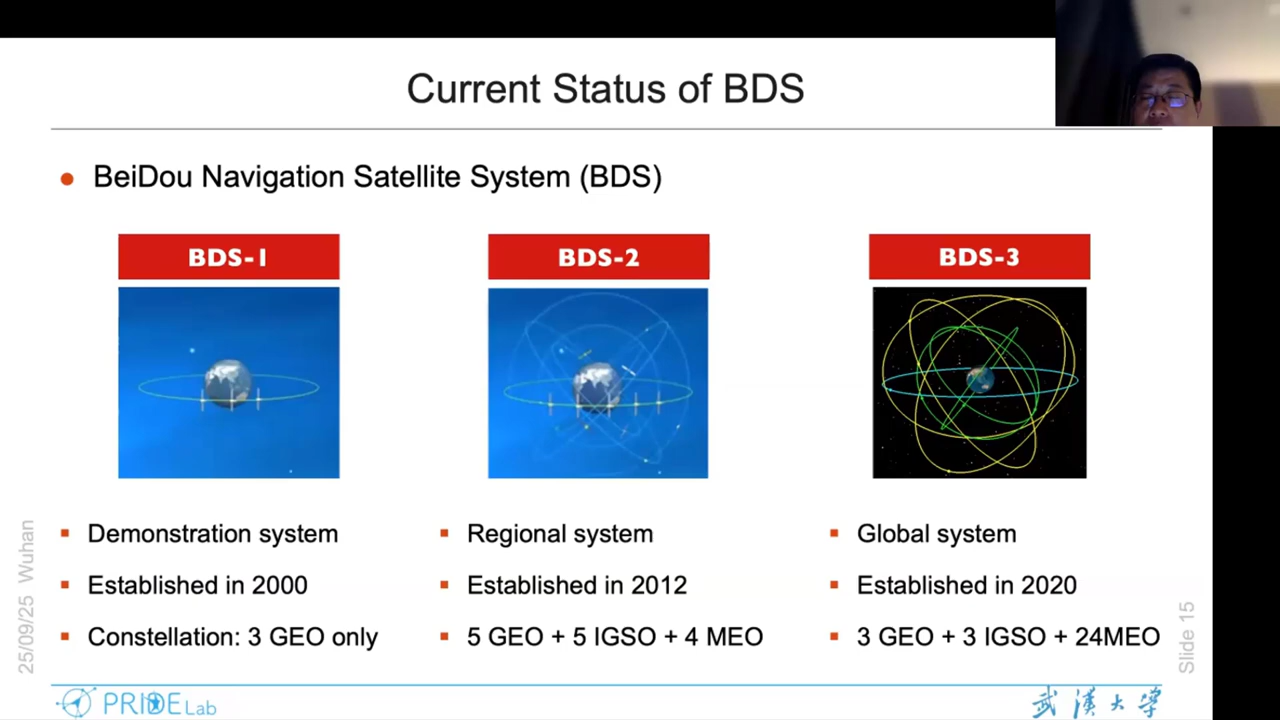 Current Status of BDS
BeiDou Navigation Satellite System (BDS)
BDS-1
BDS-2
BDS-3
Demonstration system
Established in 2000
Constellation: 3 GEO only
Regional system
Established in 2012
5 GEO + 5 IGSO + 4 MEO
Global system
Established in 2020
3 GEO + 3 IGSO + 24MEO
25/09/25 Wuhan
Slide 15
PRIDE Lab
武漢大學